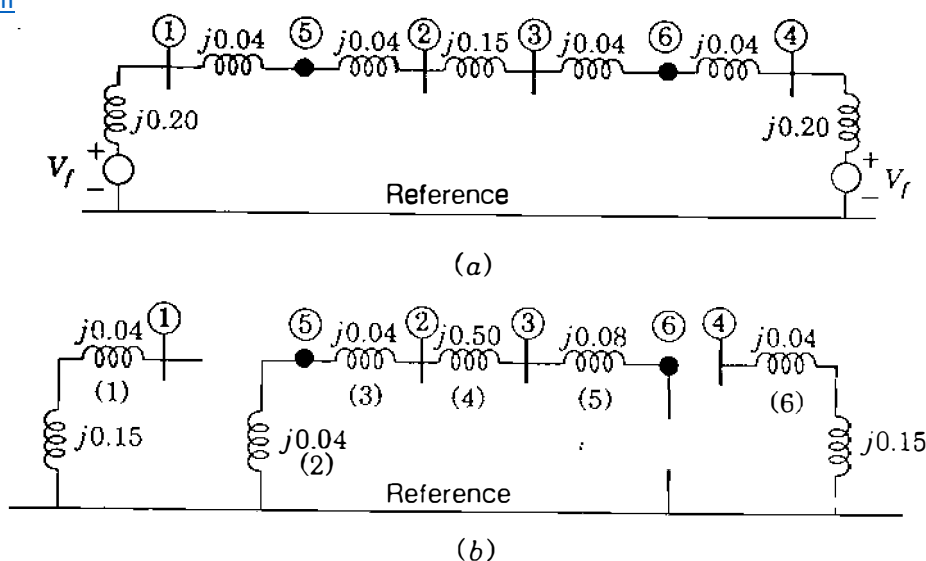 ① ⑤ ② ③ ⑥ ④
j0.04 j0.04 j0.15 j0.04 j0.04
j0.20 j0.20
V_f + − + − V_f
Reference
(a)
① ⑤ ② ③ ⑥ ④
j0.04 j0.04 j0.50 j0.08 j0.04
(1) (3) (4) (5) (6)
j0.15 j0.04 j0.15
(2)
Reference
(b)